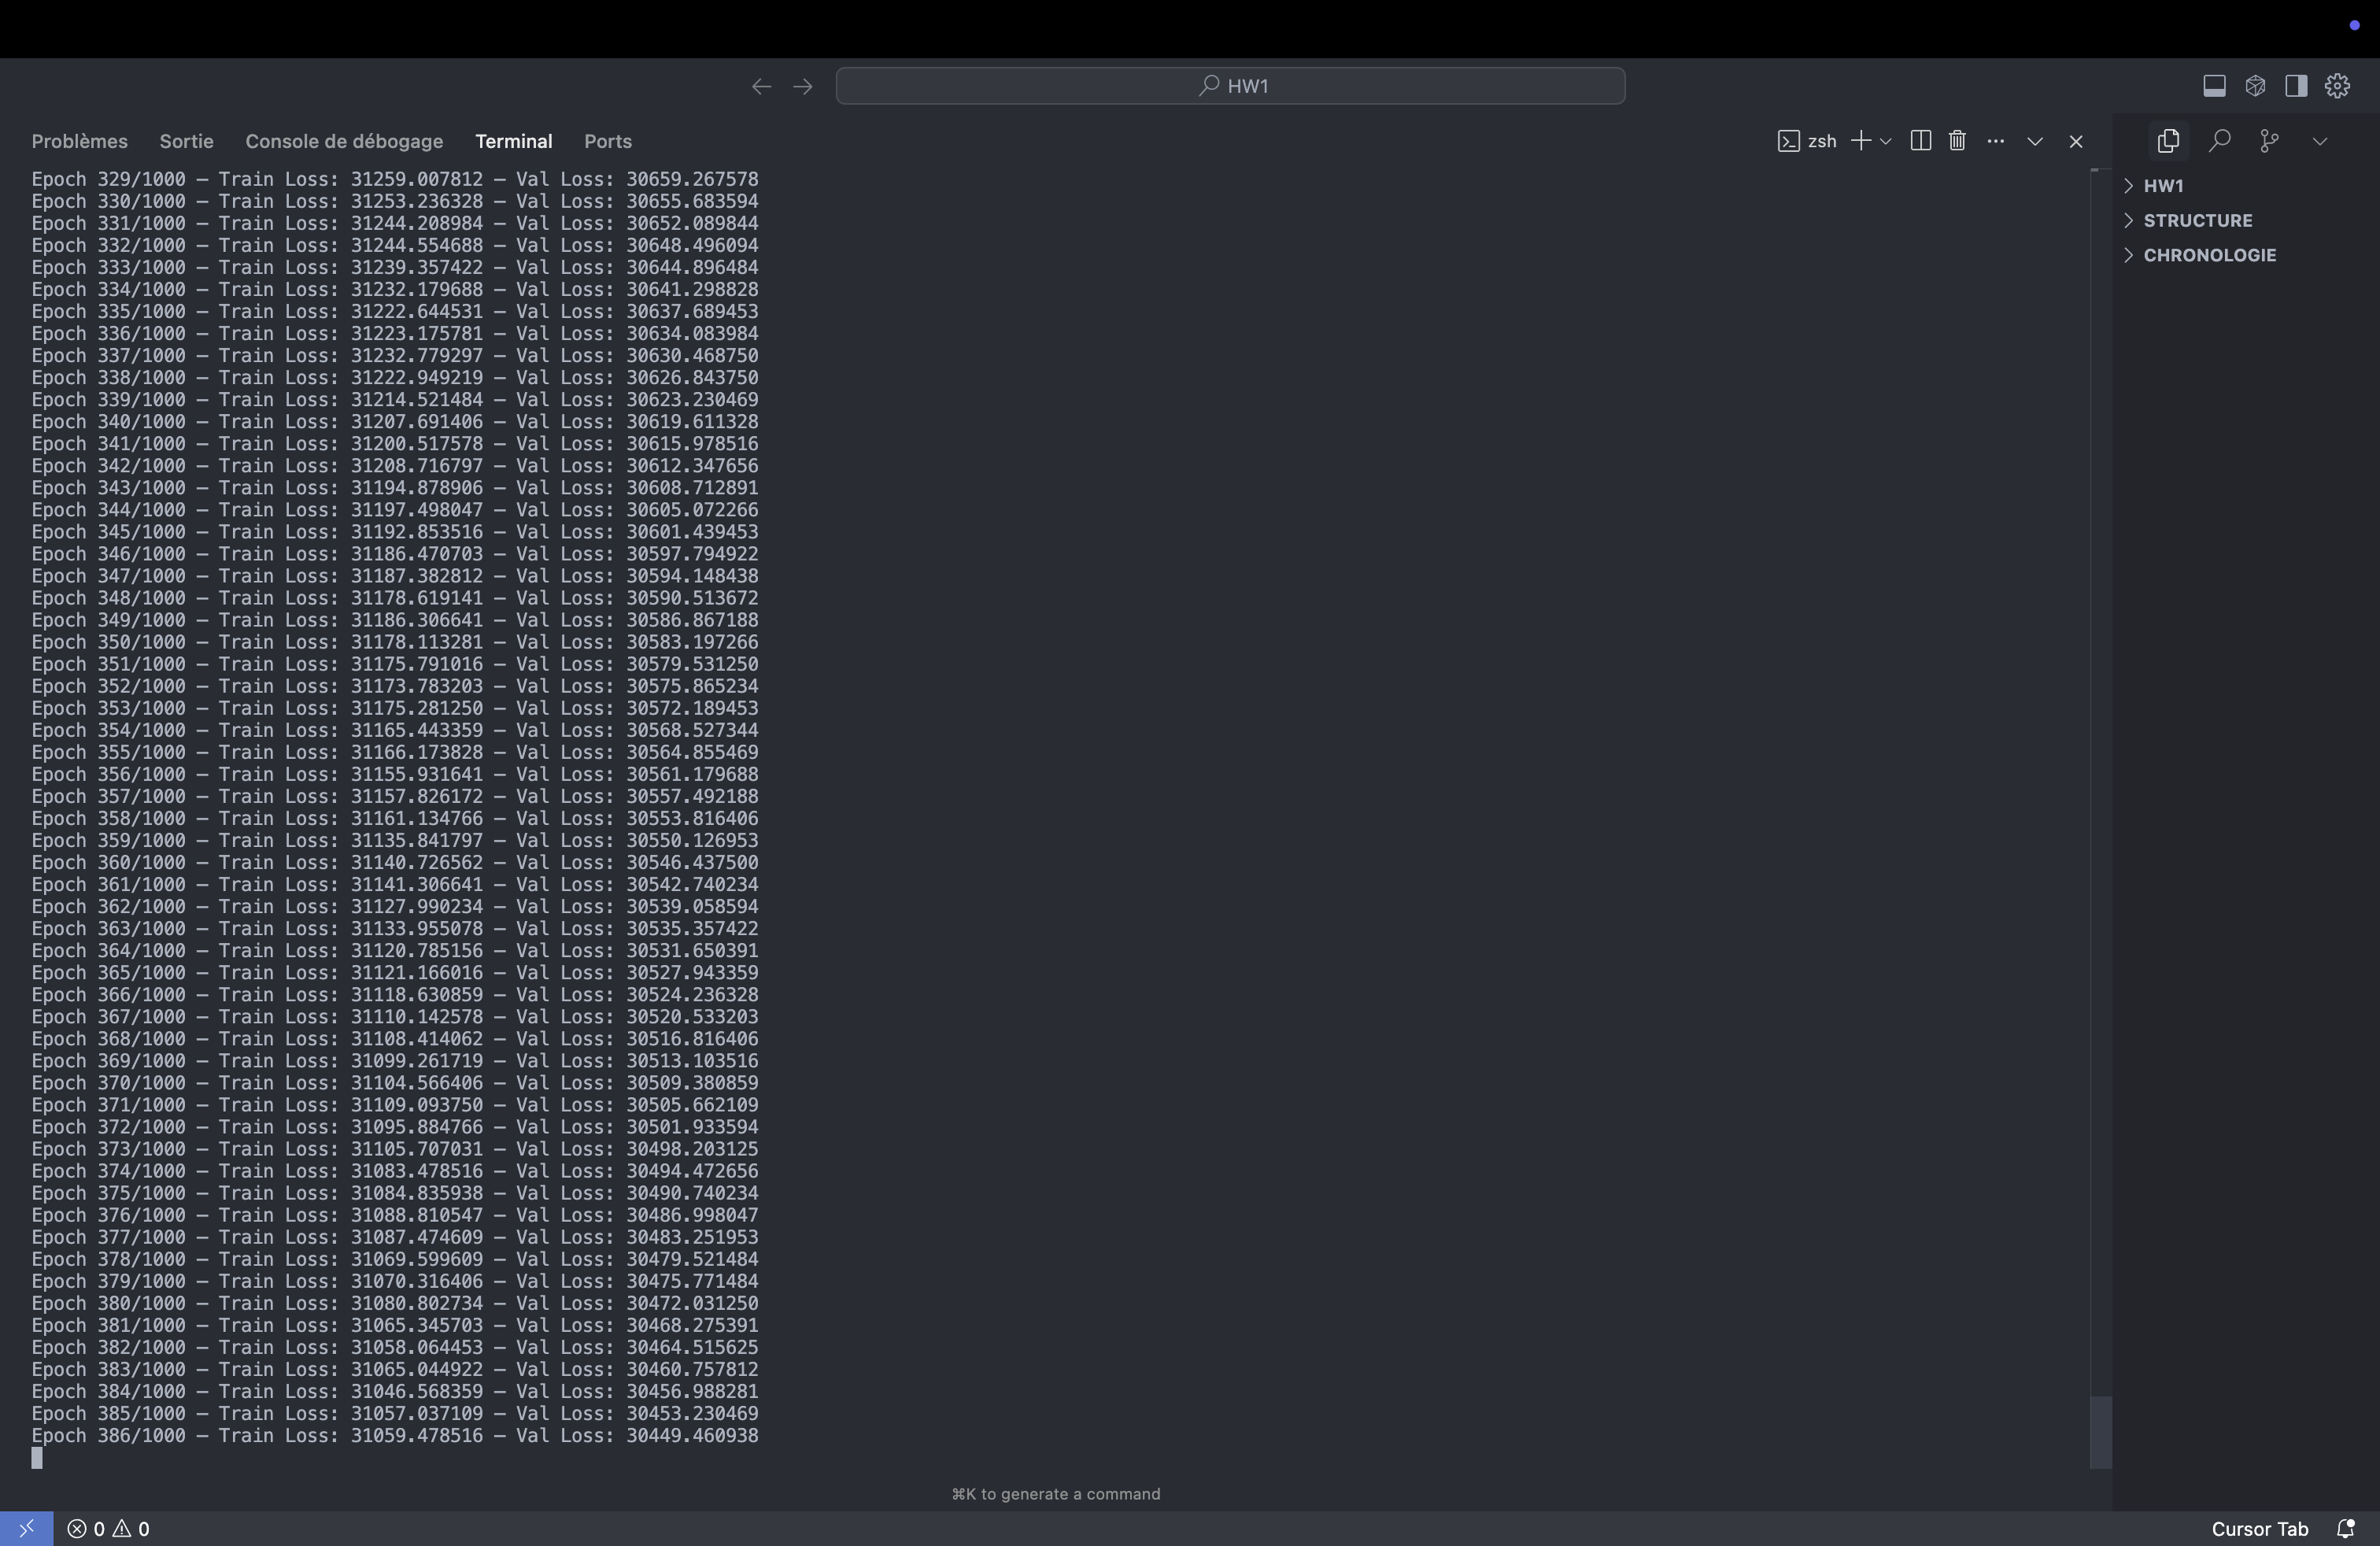 HW1
Problèmes Sortie Console de débogage Terminal Ports zsh
Epoch 329/1000 — Train Loss: 31259.007812 — Val Loss: 30659.267578
Epoch 330/1000 — Train Loss: 31253.236328 — Val Loss: 30655.683594
Epoch 331/1000 — Train Loss: 31244.208984 — Val Loss: 30652.089844
Epoch 332/1000 — Train Loss: 31244.554688 — Val Loss: 30648.496094
Epoch 333/1000 — Train Loss: 31239.357422 — Val Loss: 30644.896484
Epoch 334/1000 — Train Loss: 31232.179688 — Val Loss: 30641.298828
Epoch 335/1000 — Train Loss: 31222.644531 — Val Loss: 30637.689453
Epoch 336/1000 — Train Loss: 31223.175781 — Val Loss: 30634.083984
Epoch 337/1000 — Train Loss: 31232.779297 — Val Loss: 30630.468750
Epoch 338/1000 — Train Loss: 31222.949219 — Val Loss: 30626.843750
Epoch 339/1000 — Train Loss: 31214.521484 — Val Loss: 30623.230469
Epoch 340/1000 — Train Loss: 31207.691406 — Val Loss: 30619.611328
Epoch 341/1000 — Train Loss: 31200.517578 — Val Loss: 30615.978516
Epoch 342/1000 — Train Loss: 31208.716797 — Val Loss: 30612.347656
Epoch 343/1000 — Train Loss: 31194.878906 — Val Loss: 30608.712891
Epoch 344/1000 — Train Loss: 31197.498047 — Val Loss: 30605.072266
Epoch 345/1000 — Train Loss: 31192.853516 — Val Loss: 30601.439453
Epoch 346/1000 — Train Loss: 31186.470703 — Val Loss: 30597.794922
Epoch 347/1000 — Train Loss: 31187.382812 — Val Loss: 30594.148438
Epoch 348/1000 — Train Loss: 31178.619141 — Val Loss: 30590.513672
Epoch 349/1000 — Train Loss: 31186.306641 — Val Loss: 30586.867188
Epoch 350/1000 — Train Loss: 31178.113281 — Val Loss: 30583.197266
Epoch 351/1000 — Train Loss: 31175.791016 — Val Loss: 30579.531250
Epoch 352/1000 — Train Loss: 31173.783203 — Val Loss: 30575.865234
Epoch 353/1000 — Train Loss: 31175.281250 — Val Loss: 30572.189453
Epoch 354/1000 — Train Loss: 31165.443359 — Val Loss: 30568.527344
Epoch 355/1000 — Train Loss: 31166.173828 — Val Loss: 30564.855469
Epoch 356/1000 — Train Loss: 31155.931641 — Val Loss: 30561.179688
Epoch 357/1000 — Train Loss: 31157.826172 — Val Loss: 30557.492188
Epoch 358/1000 — Train Loss: 31161.134766 — Val Loss: 30553.816406
Epoch 359/1000 — Train Loss: 31135.841797 — Val Loss: 30550.126953
Epoch 360/1000 — Train Loss: 31140.726562 — Val Loss: 30546.437500
Epoch 361/1000 — Train Loss: 31141.306641 — Val Loss: 30542.740234
Epoch 362/1000 — Train Loss: 31127.990234 — Val Loss: 30539.058594
Epoch 363/1000 — Train Loss: 31133.955078 — Val Loss: 30535.357422
Epoch 364/1000 — Train Loss: 31120.785156 — Val Loss: 30531.650391
Epoch 365/1000 — Train Loss: 31121.166016 — Val Loss: 30527.943359
Epoch 366/1000 — Train Loss: 31118.630859 — Val Loss: 30524.236328
Epoch 367/1000 — Train Loss: 31110.142578 — Val Loss: 30520.533203
Epoch 368/1000 — Train Loss: 31108.414062 — Val Loss: 30516.816406
Epoch 369/1000 — Train Loss: 31099.261719 — Val Loss: 30513.103516
Epoch 370/1000 — Train Loss: 31104.566406 — Val Loss: 30509.380859
Epoch 371/1000 — Train Loss: 31109.093750 — Val Loss: 30505.662109
Epoch 372/1000 — Train Loss: 31095.884766 — Val Loss: 30501.933594
Epoch 373/1000 — Train Loss: 31105.707031 — Val Loss: 30498.203125
Epoch 374/1000 — Train Loss: 31083.478516 — Val Loss: 30494.472656
Epoch 375/1000 — Train Loss: 31084.835938 — Val Loss: 30490.740234
Epoch 376/1000 — Train Loss: 31088.810547 — Val Loss: 30486.998047
Epoch 377/1000 — Train Loss: 31087.474609 — Val Loss: 30483.251953
Epoch 378/1000 — Train Loss: 31069.599609 — Val Loss: 30479.521484
Epoch 379/1000 — Train Loss: 31070.316406 — Val Loss: 30475.771484
Epoch 380/1000 — Train Loss: 31080.802734 — Val Loss: 30472.031250
Epoch 381/1000 — Train Loss: 31065.345703 — Val Loss: 30468.275391
Epoch 382/1000 — Train Loss: 31058.064453 — Val Loss: 30464.515625
Epoch 383/1000 — Train Loss: 31065.044922 — Val Loss: 30460.757812
Epoch 384/1000 — Train Loss: 31046.568359 — Val Loss: 30456.988281
Epoch 385/1000 — Train Loss: 31057.037109 — Val Loss: 30453.230469
Epoch 386/1000 — Train Loss: 31059.478516 — Val Loss: 30449.460938
⌘K to generate a command
HW1
STRUCTURE
CHRONOLOGIE
0 0
Cursor Tab